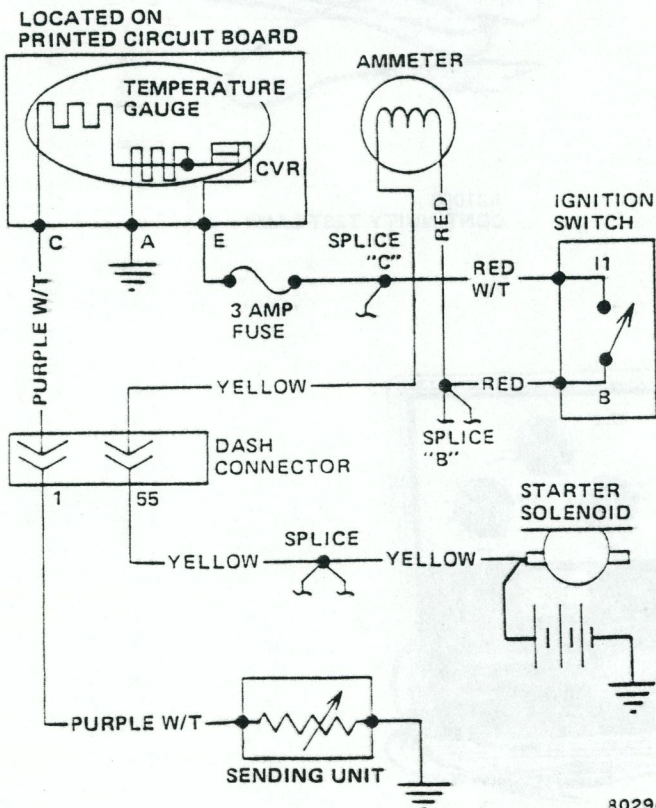 LOCATED ON
PRINTED CIRCUIT BOARD
TEMPERATURE
GAUGE
CVR
C
A
E
AMMETER
RED
SPLICE
"C"
RED
W/T
IGNITION
SWITCH
I1
B
3 AMP
FUSE
PURPLE W/T
YELLOW
RED
SPLICE
"B"
DASH
CONNECTOR
1
55
STARTER
SOLENOID
SPLICE
YELLOW
YELLOW
PURPLE W/T
SENDING UNIT
8029